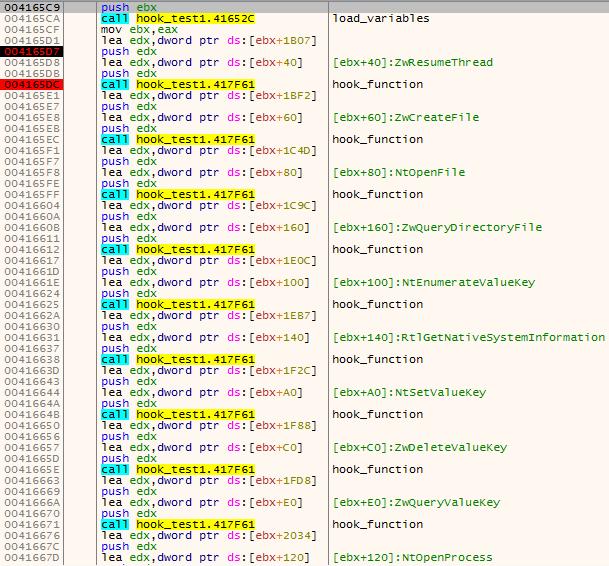 004165C9 push ebx
004165CA call hook_test1.41652C load_variables
004165CF mov ebx,eax
004165D1 lea edx,dword ptr ds:[ebx+1B07]
004165D7 push edx
004165D8 lea edx,dword ptr ds:[ebx+40] [ebx+40]:ZwResumeThread
004165DB push edx
004165DC call hook_test1.417F61 hook_function
004165E1 lea edx,dword ptr ds:[ebx+1BF2]
004165E7 push edx
004165E8 lea edx,dword ptr ds:[ebx+60] [ebx+60]:ZwCreateFile
004165EB push edx
004165EC call hook_test1.417F61 hook_function
004165F1 lea edx,dword ptr ds:[ebx+1C4D]
004165F7 push edx
004165F8 lea edx,dword ptr ds:[ebx+80] [ebx+80]:NtOpenFile
004165FE push edx
004165FF call hook_test1.417F61 hook_function
00416604 lea edx,dword ptr ds:[ebx+1C9C]
0041660A push edx
0041660B lea edx,dword ptr ds:[ebx+160] [ebx+160]:ZwQueryDirectoryFile
00416611 push edx
00416612 call hook_test1.417F61 hook_function
00416617 lea edx,dword ptr ds:[ebx+1E0C]
0041661D push edx
0041661E lea edx,dword ptr ds:[ebx+100] [ebx+100]:NtEnumerateValueKey
00416624 push edx
00416625 call hook_test1.417F61 hook_function
0041662A lea edx,dword ptr ds:[ebx+1EB7]
00416630 push edx
00416631 lea edx,dword ptr ds:[ebx+140] [ebx+140]:RtlGetNativeSystemInformation
00416637 push edx
00416638 call hook_test1.417F61 hook_function
0041663D lea edx,dword ptr ds:[ebx+1F2C]
00416643 push edx
00416644 lea edx,dword ptr ds:[ebx+A0] [ebx+A0]:NtSetValueKey
0041664A push edx
0041664B call hook_test1.417F61 hook_function
00416650 lea edx,dword ptr ds:[ebx+1F88]
00416656 push edx
00416657 lea edx,dword ptr ds:[ebx+C0] [ebx+C0]:ZwDeleteValueKey
0041665D push edx
0041665E call hook_test1.417F61 hook_function
00416663 lea edx,dword ptr ds:[ebx+1FD8]
00416669 push edx
0041666A lea edx,dword ptr ds:[ebx+E0] [ebx+E0]:ZwQueryValueKey
00416670 push edx
00416671 call hook_test1.417F61 hook_function
00416676 lea edx,dword ptr ds:[ebx+2034]
0041667C push edx
0041667D lea edx,dword ptr ds:[ebx+120] [ebx+120]:NtOpenProcess